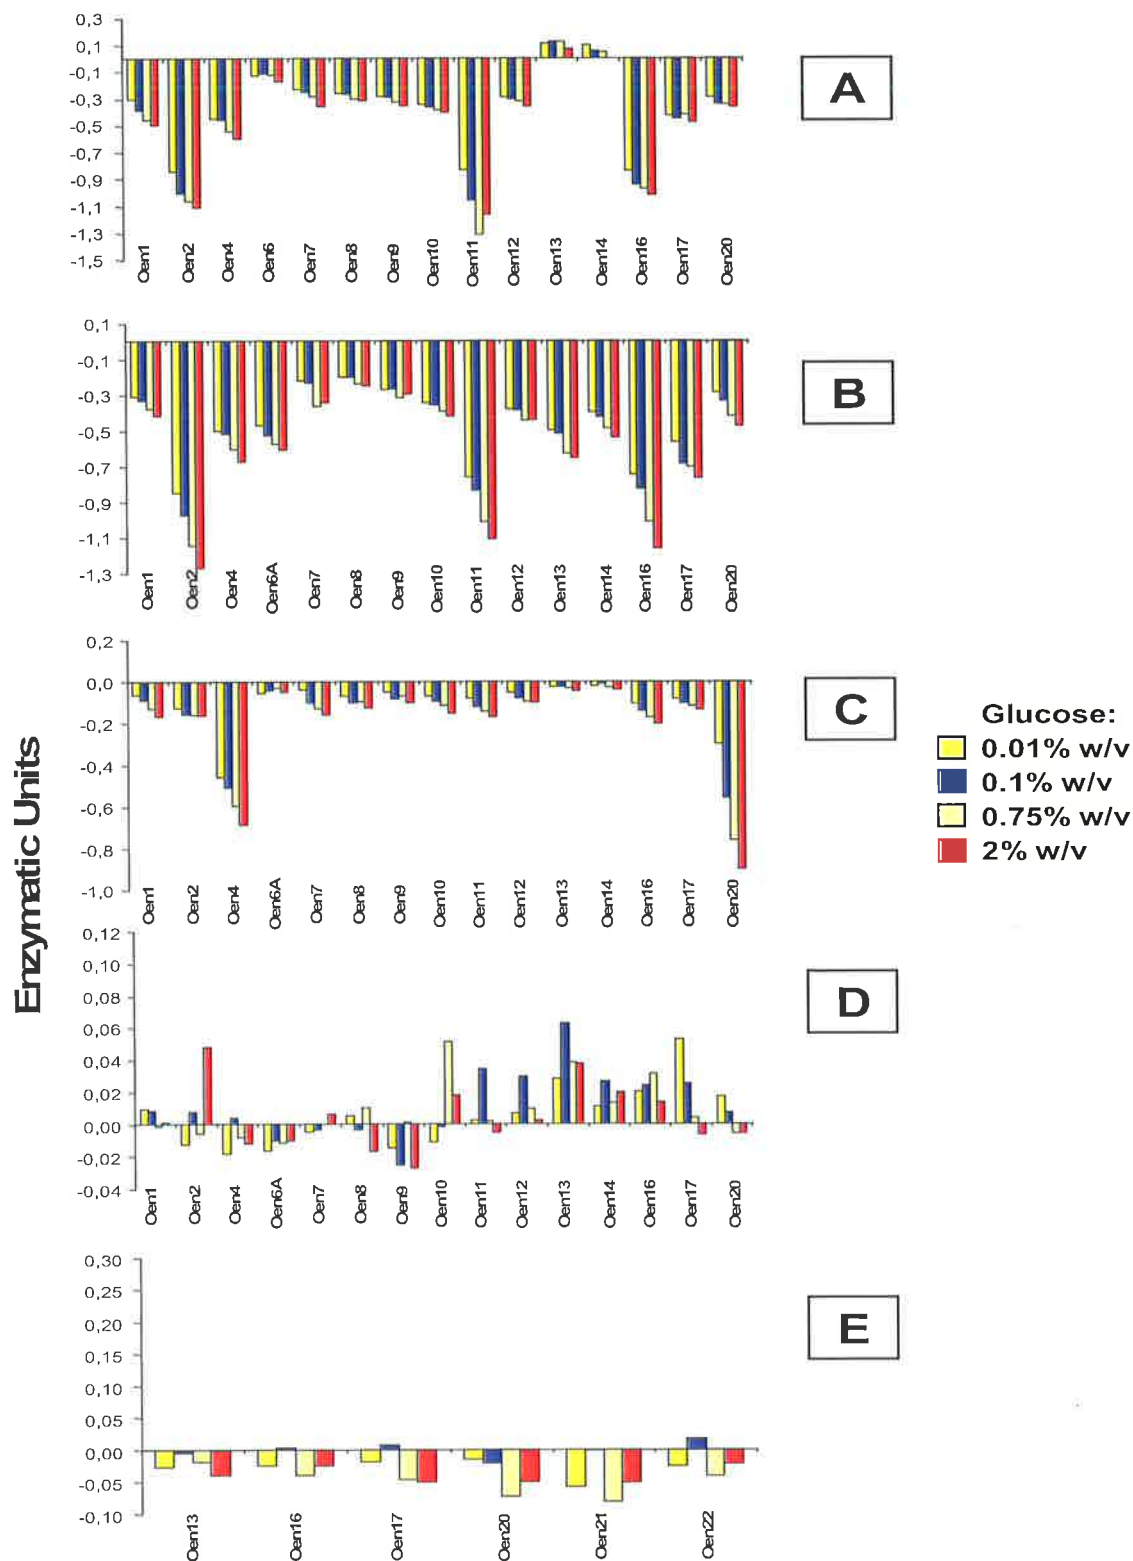 Enzymatic Units
0,3
0,1
-0,1
-0,3
-0,5
-0,7
-0,9
-1,1
-1,3
-1,5
Oen1 Oen2 Oen4 Oen6 Oen7 Oen8 Oen9 Oen10 Oen11 Oen12 Oen13 Oen14 Oen16 Oen17 Oen20
A
0,1
-0,1
-0,3
-0,5
-0,7
-0,9
-1,1
-1,3
Oen1 Oen2 Oen4 Oen6A Oen7 Oen8 Oen9 Oen10 Oen11 Oen12 Oen13 Oen14 Oen16 Oen17 Oen20
B
0,2
0,0
-0,2
-0,4
-0,6
-0,8
-1,0
Oen1 Oen2 Oen4 Oen6A Oen7 Oen8 Oen9 Oen10 Oen11 Oen12 Oen13 Oen14 Oen16 Oen17 Oen20
C
Glucose:
0.01% w/v
0.1% w/v
0.75% w/v
2% w/v
0,12
0,10
0,08
0,06
0,04
0,02
0,00
-0,02
-0,04
Oen1 Oen2 Oen4 Oen6A Oen7 Oen8 Oen9 Oen10 Oen11 Oen12 Oen13 Oen14 Oen16 Oen17 Oen20
D
0,30
0,25
0,20
0,15
0,10
0,05
0,00
-0,05
-0,10
Oen13 Oen16 Oen17 Oen20 Oen21 Oen22
E